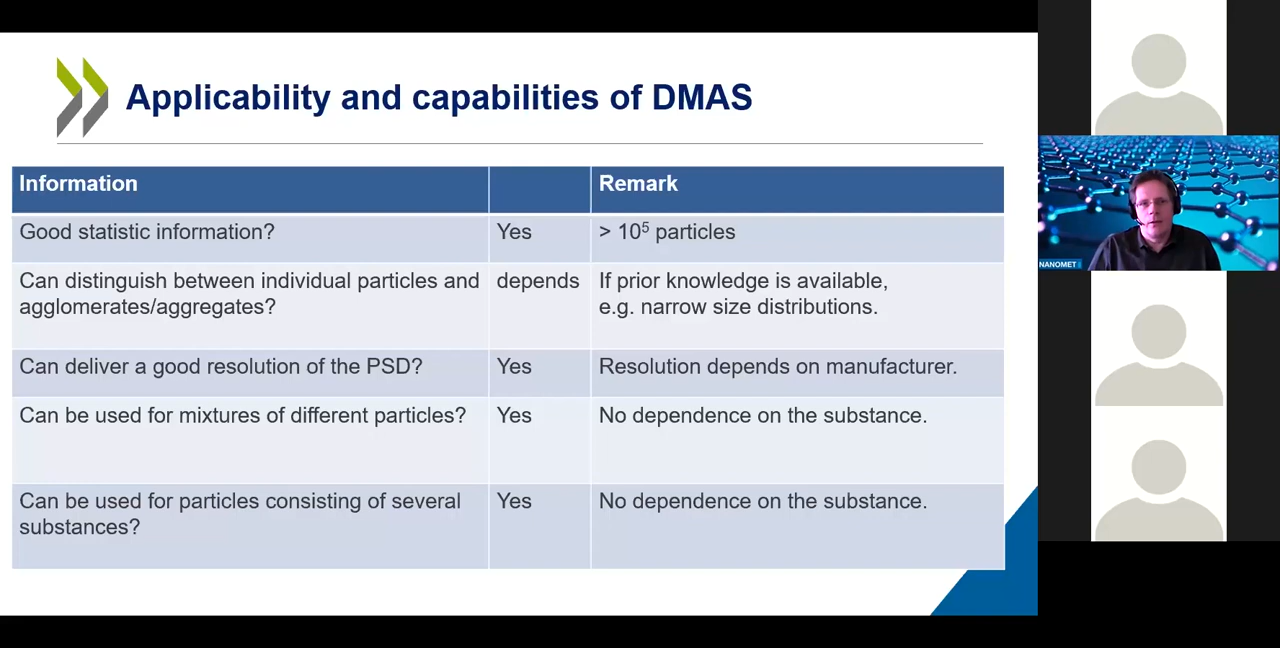 Applicability and capabilities of DMAS
Information
Remark
Good statistic information?
Yes
> 10⁵ particles
Can distinguish between individual particles and
agglomerates/aggregates?
depends
If prior knowledge is available,
e.g. narrow size distributions.
Can deliver a good resolution of the PSD?
Yes
Resolution depends on manufacturer.
Can be used for mixtures of different particles?
Yes
No dependence on the substance.
Can be used for particles consisting of several
substances?
Yes
No dependence on the substance.
NANOMET